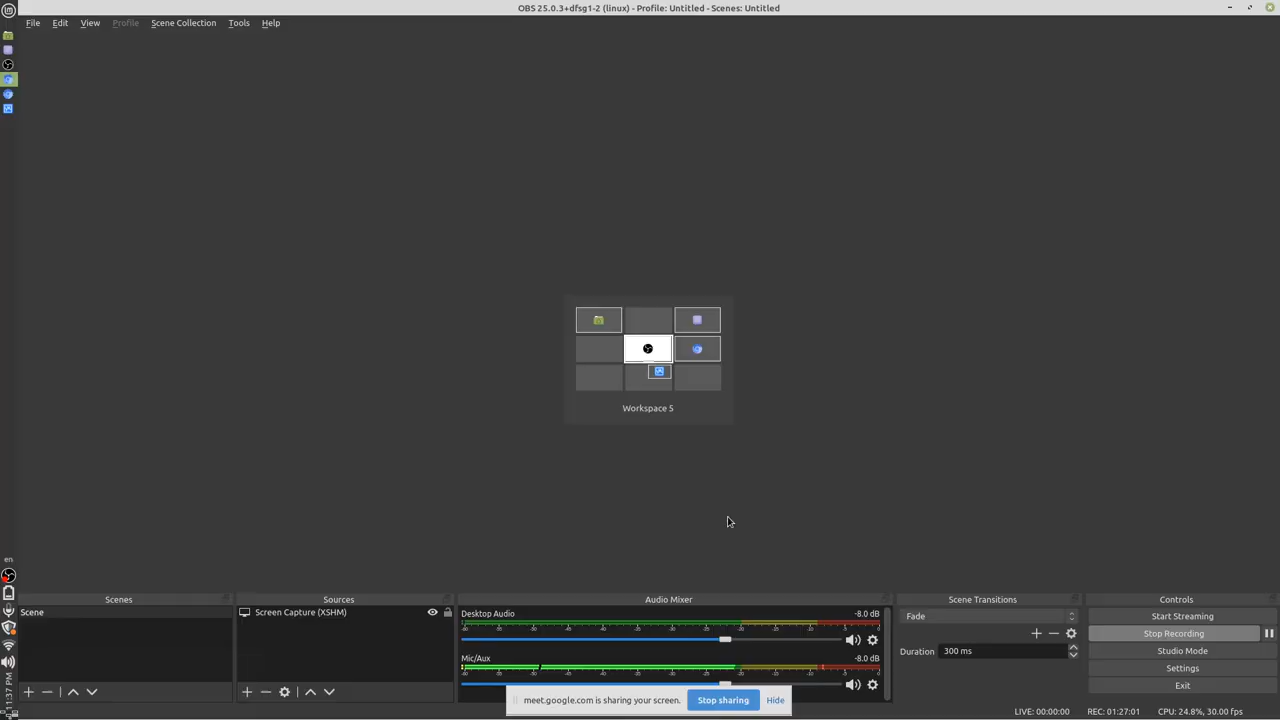 OBS 25.0.3+dfsg1-2 (linux) - Profile: Untitled - Scenes: Untitled
File Edit View Profile Scene Collection Tools Help
Workspace 5
en
11:37 PM
Scenes
Scene
Sources
Screen Capture (XSHM)
Audio Mixer
Desktop Audio -8.0 dB
Mic/Aux -8.0 dB
Scene Transitions
Fade
Duration 300 ms
Controls
Start Streaming
Stop Recording
Studio Mode
Settings
Exit
meet.google.com is sharing your screen. Stop sharing Hide
LIVE: 00:00:00 REC: 01:27:01 CPU: 24.8%, 30.00 fps